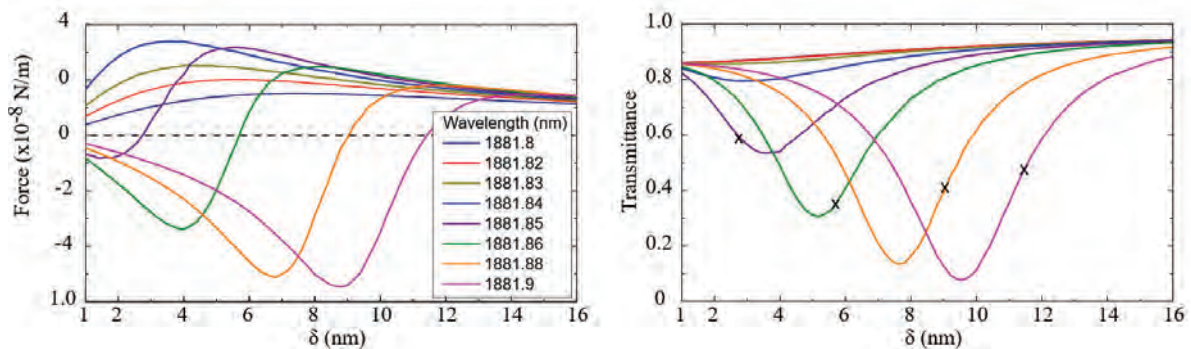 4
2
0
-2
-4
1.0
Force (x10-8 N/m)
Wavelength (nm)
1881.8
1881.82
1881.83
1881.84
1881.85
1881.86
1881.88
1881.9
1 2 4 6 8 10 12 14 16
δ (nm)
1.0
0.8
0.6
0.4
0.2
0
Transmittance
x x x x
1 2 4 6 8 10 12 14 16
δ (nm)